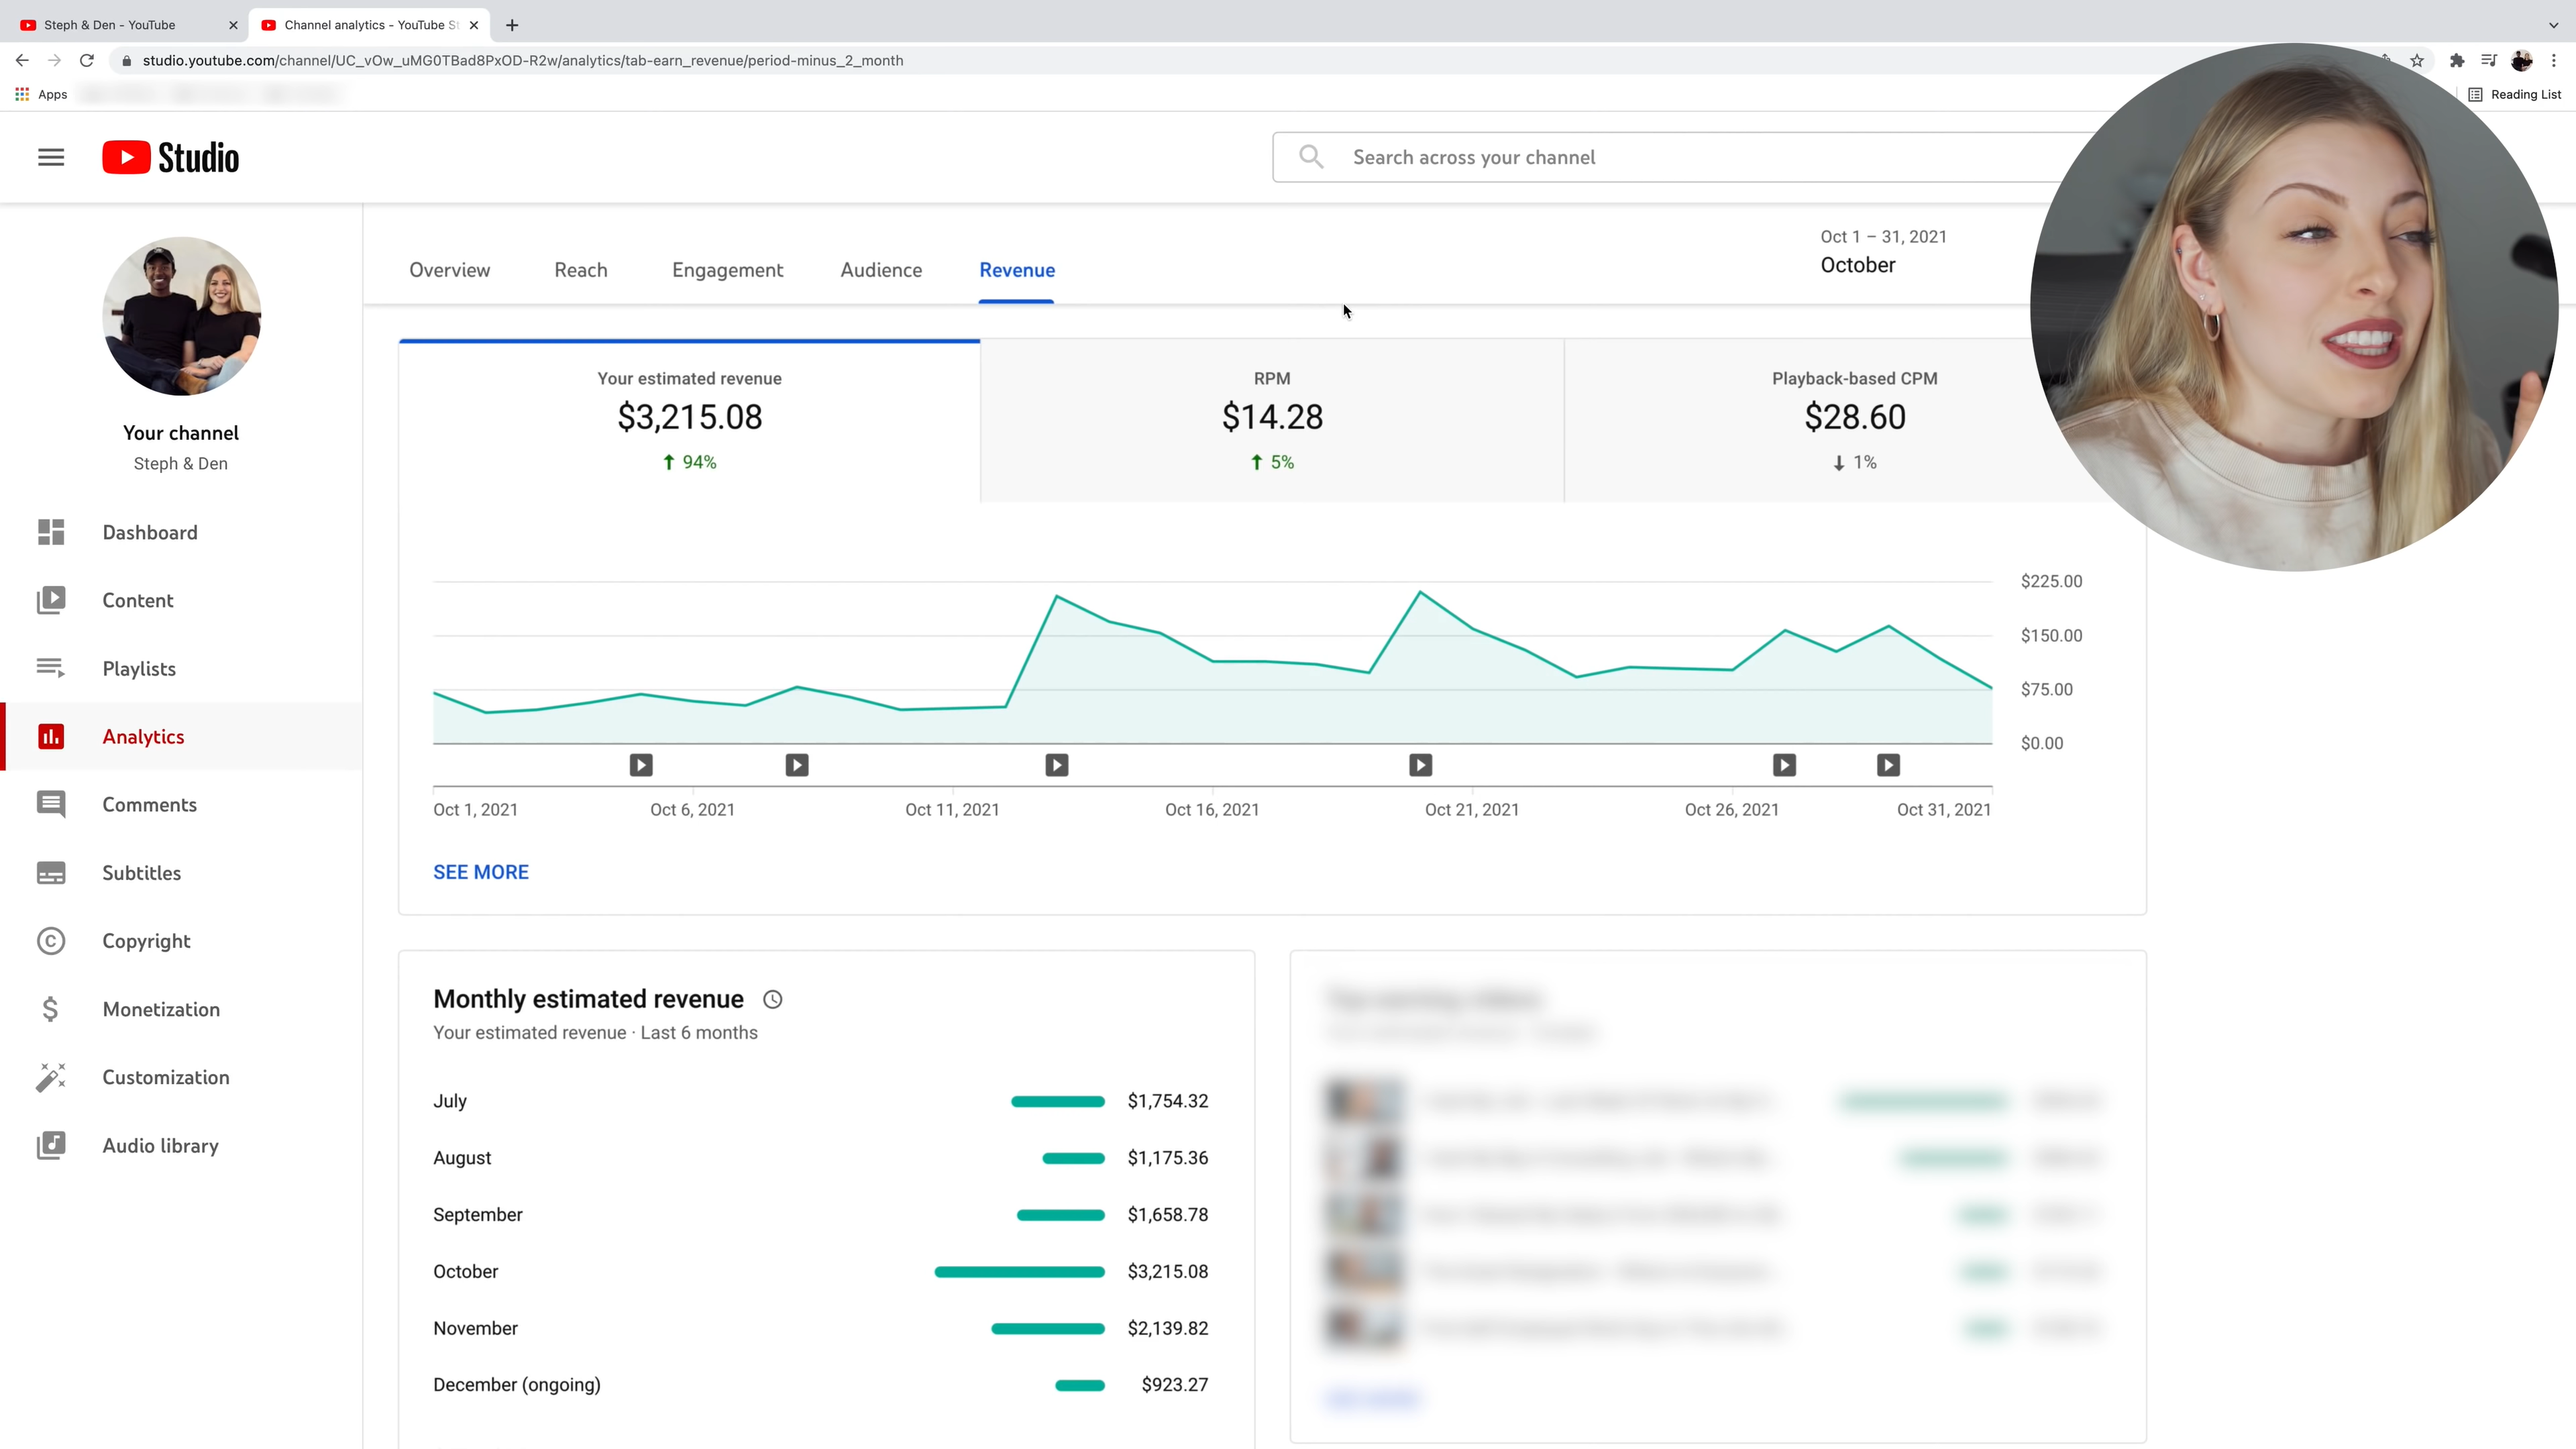 Steph & Den - YouTube
Channel analytics - YouTube St
studio.youtube.com/channel/UC_vOw_uMG0TBad8PxOD-R2w/analytics/tab-earn_revenue/period-minus_2_month
Apps
Reading List
Studio
Search across your channel
Overview Reach Engagement Audience Revenue
Oct 1 – 31, 2021
October
Your channel
Steph & Den
Dashboard
Content
Playlists
Analytics
Comments
Subtitles
Copyright
Monetization
Customization
Audio library
Your estimated revenue
$3,215.08
94%
RPM
$14.28
5%
Playback-based CPM
$28.60
1%
$225.00
$150.00
$75.00
$0.00
Oct 1, 2021 Oct 6, 2021 Oct 11, 2021 Oct 16, 2021 Oct 21, 2021 Oct 26, 2021 Oct 31, 2021
SEE MORE
Monthly estimated revenue
Your estimated revenue · Last 6 months
July $1,754.32
August $1,175.36
September $1,658.78
October $3,215.08
November $2,139.82
December (ongoing) $923.27